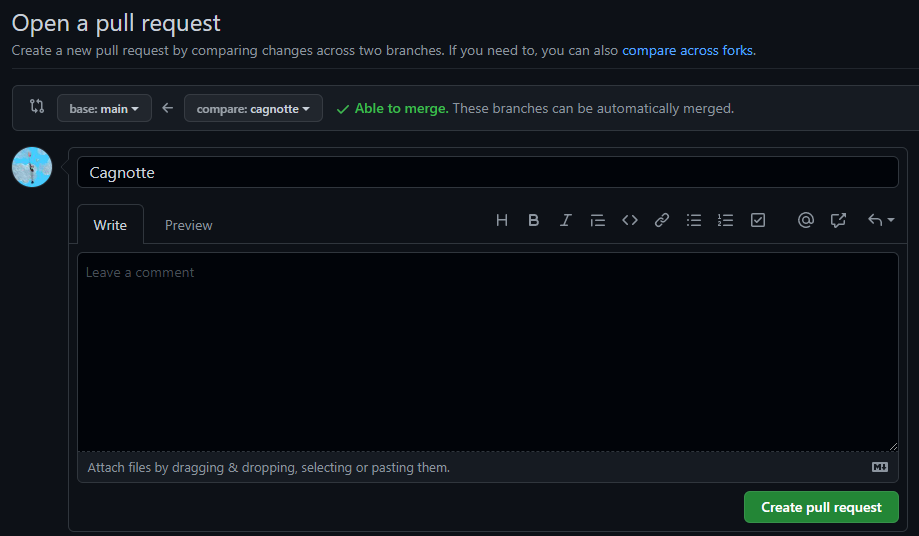 Open a pull request
Create a new pull request by comparing changes across two branches. If you need to, you can also compare across forks.
base: main compare: cagnotte Able to merge. These branches can be automatically merged.
Cagnotte
Write Preview
Leave a comment
Attach files by dragging & dropping, selecting or pasting them.
Create pull request